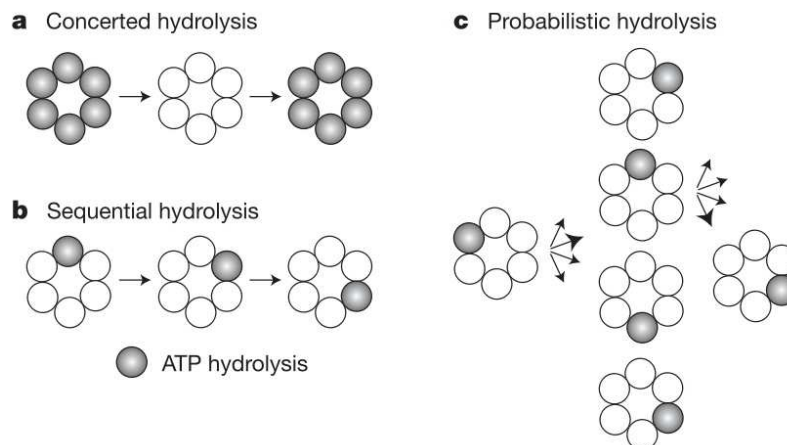 a Concerted hydrolysis
b Sequential hydrolysis
ATP hydrolysis
c Probabilistic hydrolysis